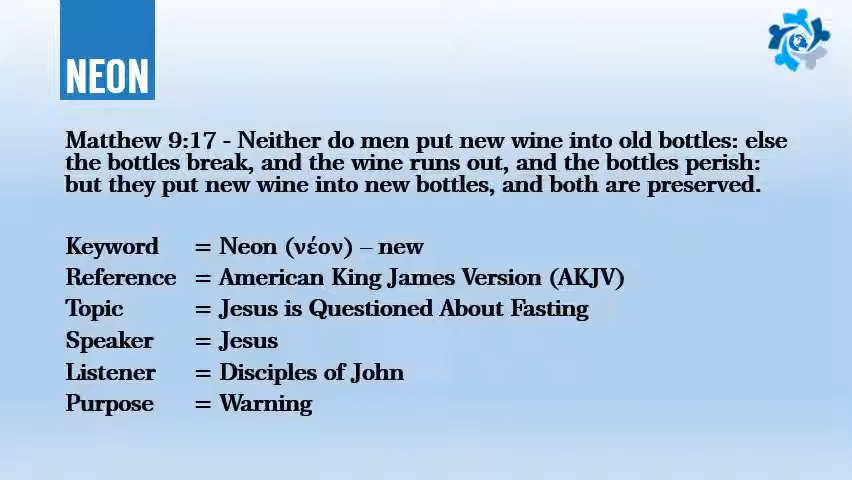 NEON
Matthew 9:17 - Neither do men put new wine into old bottles: else
the bottles break, and the wine runs out, and the bottles perish:
but they put new wine into new bottles, and both are preserved.
Keyword = Neon (νέον) – new
Reference = American King James Version (AKJV)
Topic = Jesus is Questioned About Fasting
Speaker = Jesus
Listener = Disciples of John
Purpose = Warning